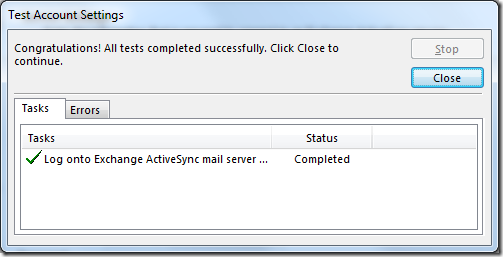 Test Account Settings
Congratulations! All tests completed successfully. Click Close to
continue.
Stop
Close
Tasks
Errors
Tasks Status
Log onto Exchange ActiveSync mail server ... Completed